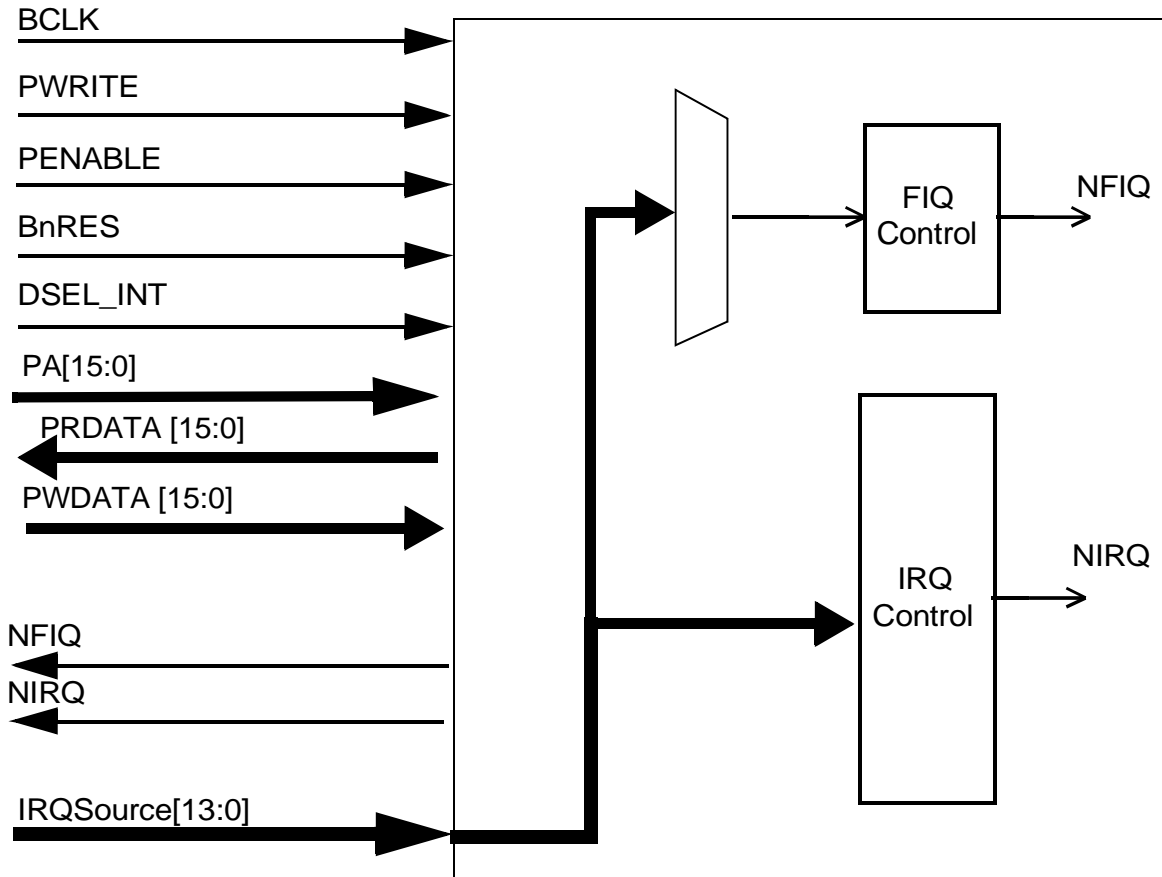 BCLK
PWRITE
PENABLE
BnRES
DSEL_INT
PA[15:0]
PRDATA [15:0]
PWDATA [15:0]
NFIQ
NIRQ
IRQSource[13:0]
FIQ
Control
NFIQ
IRQ
Control
NIRQ